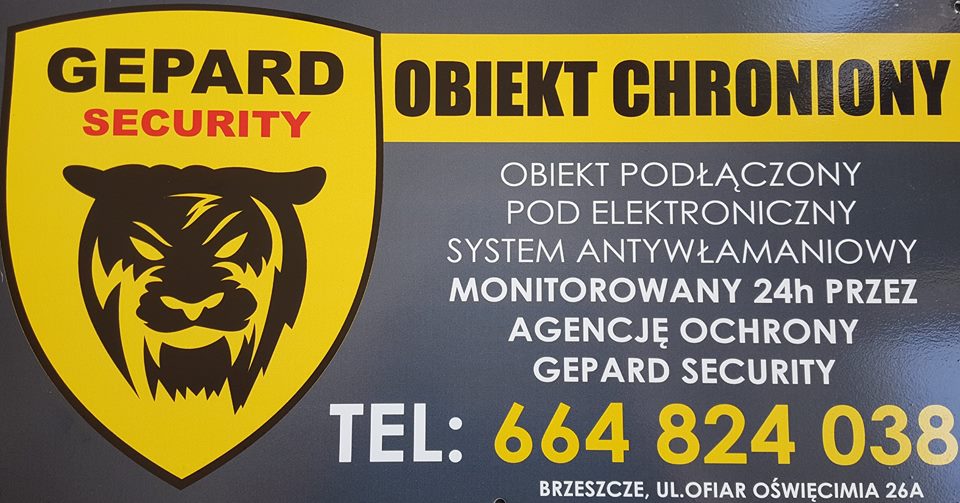 GEPARD
SECURITY
OBIEKT CHRONIONY
OBIEKT PODŁĄCZONY
POD ELEKTRONICZNY
SYSTEM ANTYWŁAMANIOWY
MONITOROWANY 24h PRZEZ
AGENCJĘ OCHRONY
GEPARD SECURITY
TEL: 664 824 038
BRZESZCZE, UL.OFIAR OŚWIĘCIMIA 26A